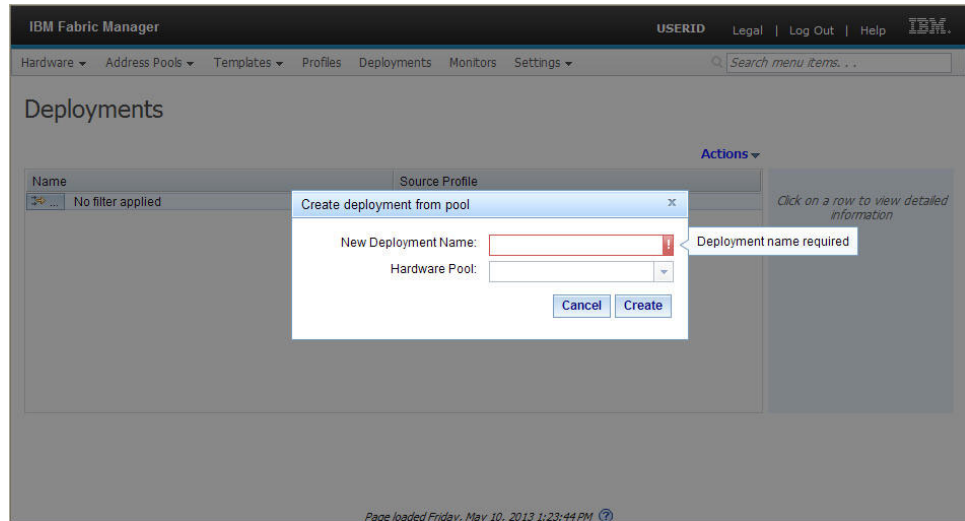 IBM Fabric Manager USERID Legal | Log Out | Help IBM.
Hardware Address Pools Templates Profiles Deployments Monitors Settings Search menu items. . .
Deployments
Actions
Name Source Profile
... No filter applied
Click on a row to view detailed
information
Create deployment from pool x
New Deployment Name: ! Deployment name required
Hardware Pool:
Cancel Create
Page loaded Friday, May 10, 2013 1:23:44 PM ?